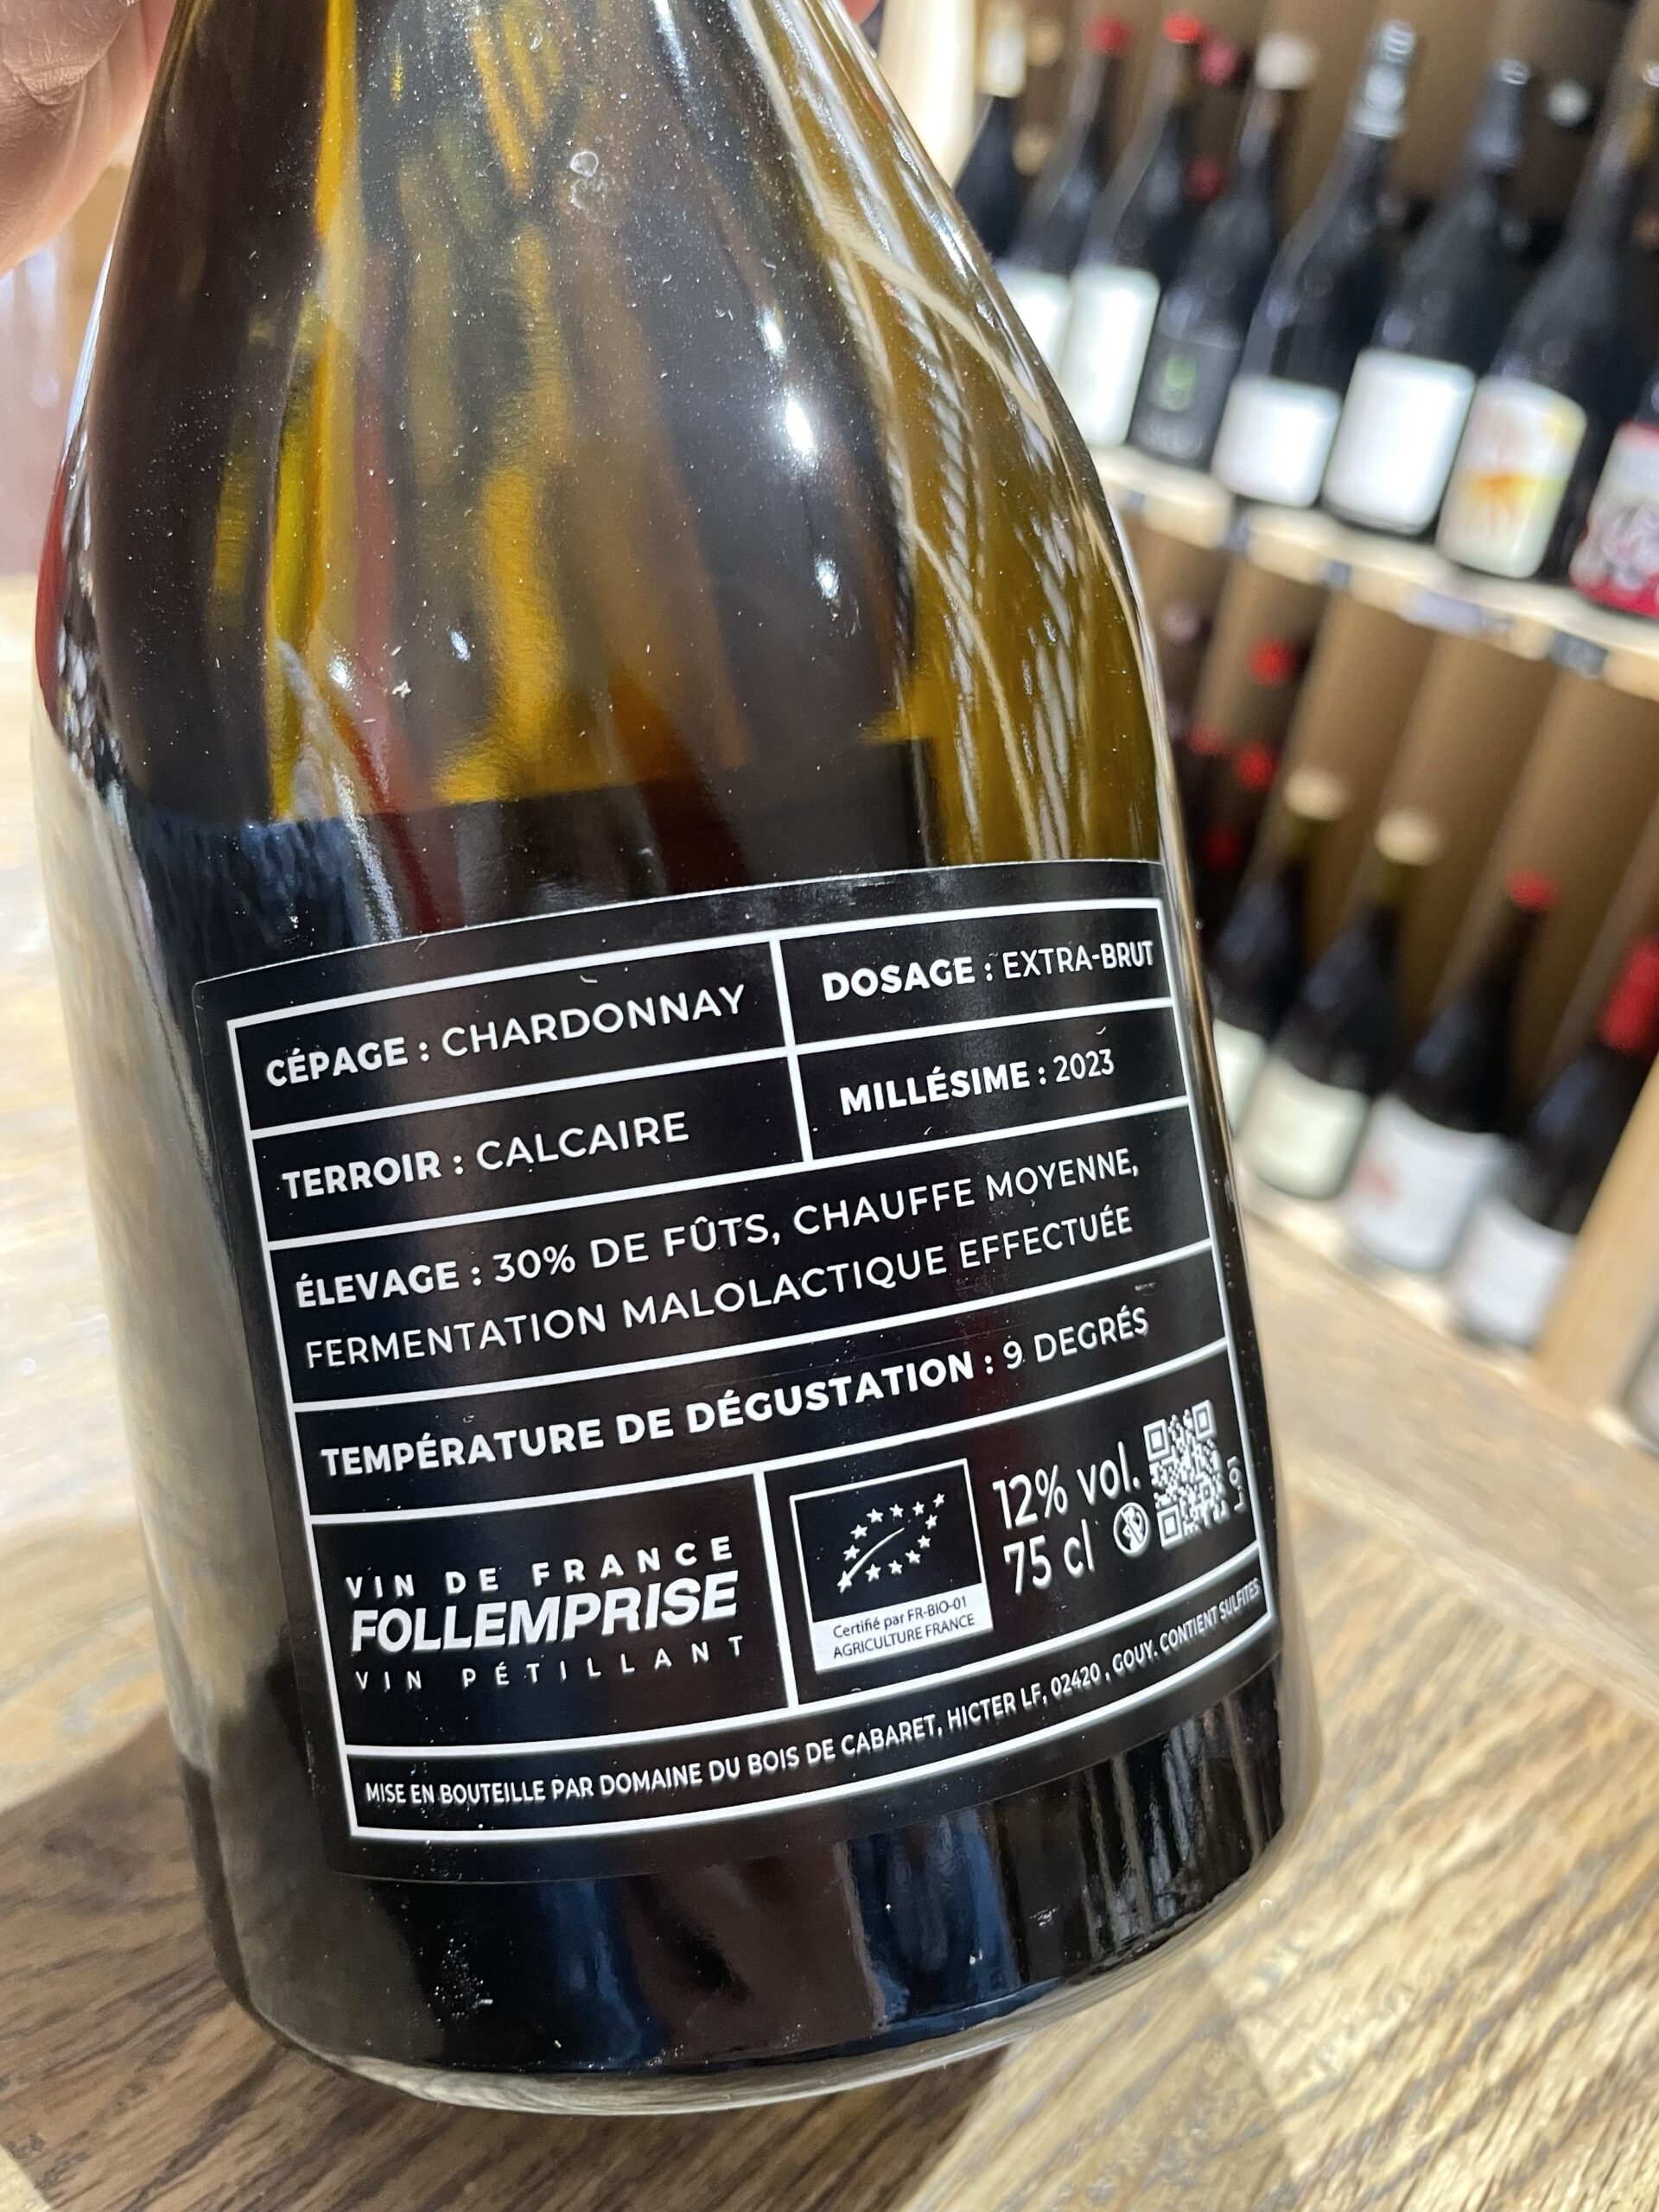 CÉPAGE : CHARDONNAY
DOSAGE : EXTRA-BRUT
TERROIR : CALCAIRE
MILLÉSIME : 2023
ÉLEVAGE : 30% DE FÛTS, CHAUFFE MOYENNE,
FERMENTATION MALOLACTIQUE EFFECTUÉE
TEMPÉRATURE DE DÉGUSTATION : 9 DEGRÉS
VIN DE FRANCE
FOLLEMPRISE
VIN PÉTILLANT
Certifié par FR-BIO-01
AGRICULTURE FRANCE
12% vol.
75 cl
L-01
MISE EN BOUTEILLE PAR DOMAINE DU BOIS DE CABARET, HICTER LF, 02420 , GOUY. CONTIENT SULFITES